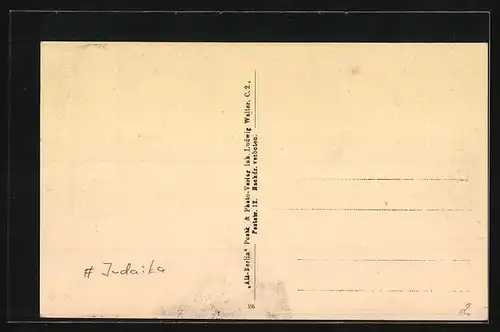 „Alt-Berlin" Postk. & Photo-Verlag Inh. Ludwig Walter, C. 2,
Poststr. 12. Nachdr. verboten.
# Judaika
2